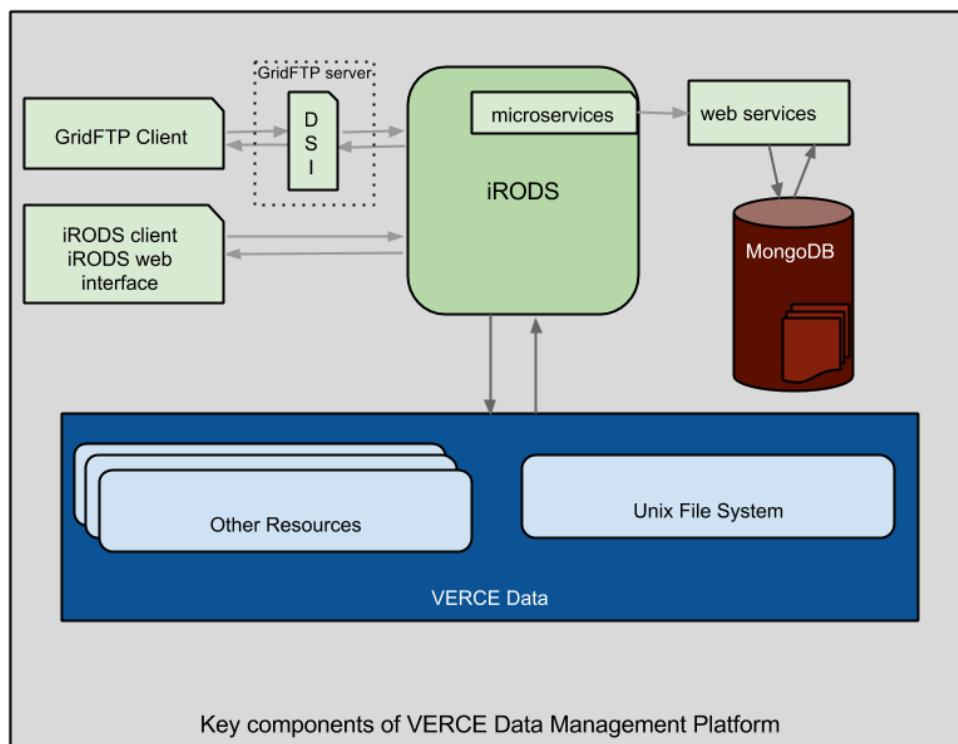 GridFTP server
GridFTP Client
D
S
I
microservices
web services
iRODS
iRODS client
iRODS web
interface
MongoDB
Other Resources
Unix File System
VERCE Data
Key components of VERCE Data Management Platform